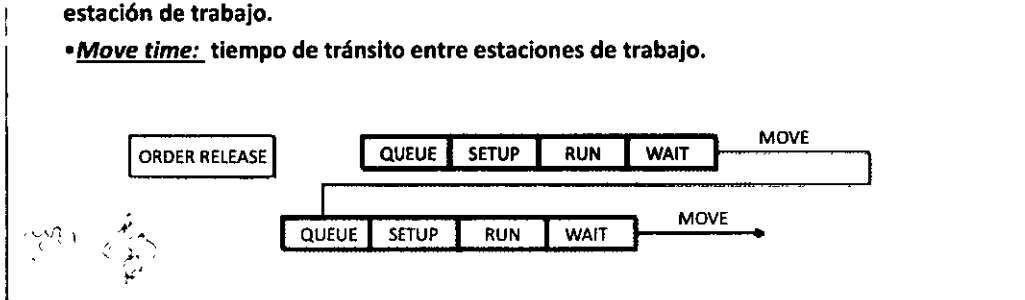 estación de trabajo.
•Move time: tiempo de tránsito entre estaciones de trabajo.
MOVE
ORDER RELEASE QUEUE SETUP RUN WAIT
MOVE
QUEUE SETUP RUN WAIT